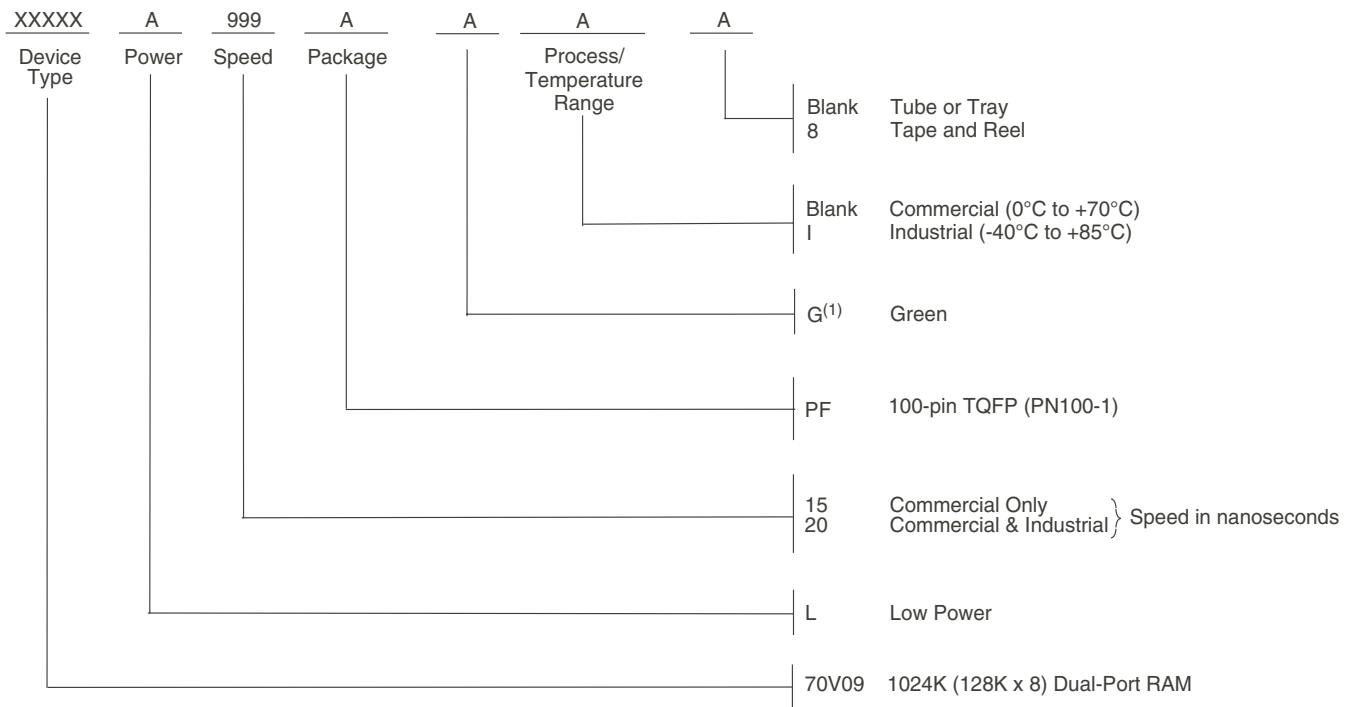 XXXXX A 999 A A A A
Device Type Power Speed Package Process/ Temperature Range
Blank Tube or Tray
8 Tape and Reel
Blank Commercial (0°C to +70°C)
I Industrial (-40°C to +85°C)
G(1) Green
PF 100-pin TQFP (PN100-1)
15 Commercial Only
20 Commercial & Industrial
Speed in nanoseconds
L Low Power
70V09 1024K (128K x 8) Dual-Port RAM